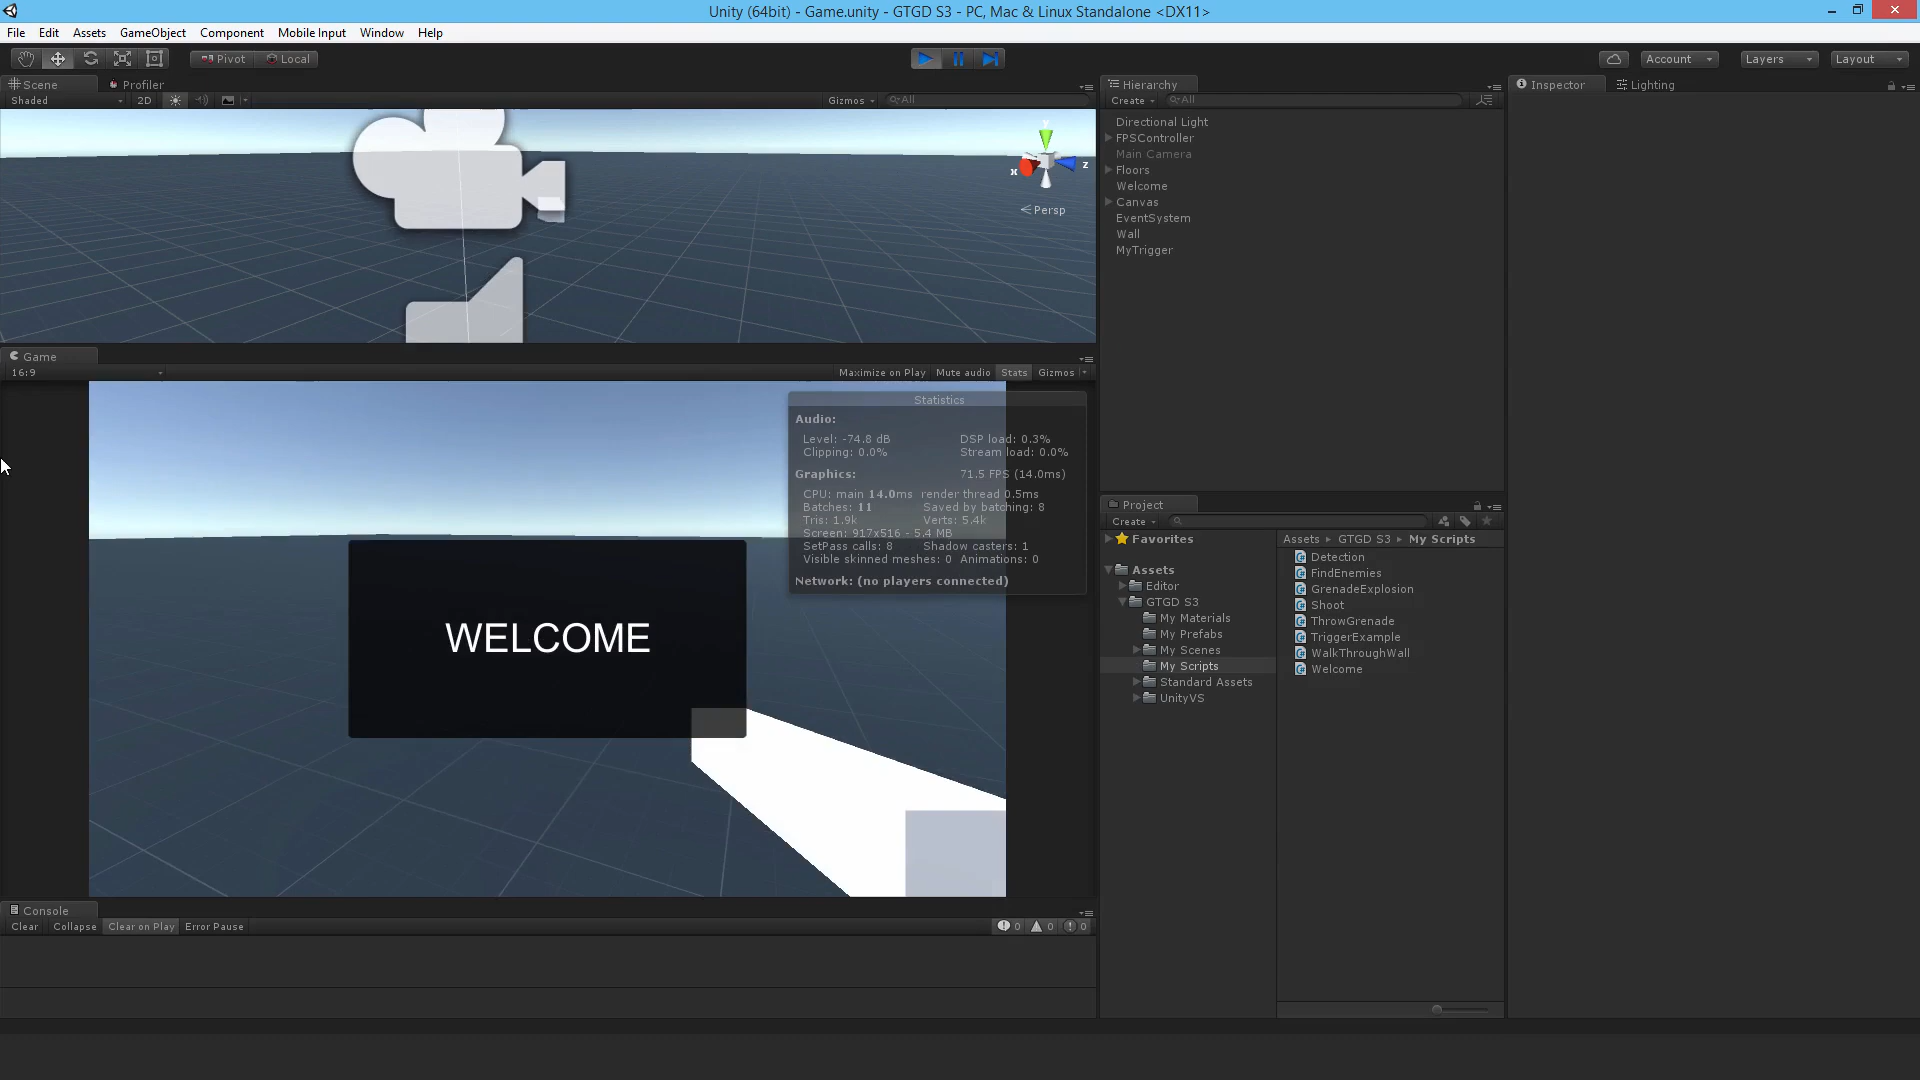 Unity (64bit) - Game.unity - GTGD S3 - PC, Mac & Linux Standalone <DX11>
File Edit Assets GameObject Component Mobile Input Window Help
Pivot Local Account Layers Layout
Scene Profiler
Shaded 2D Gizmos All
y
x
z
Persp
Game
16:9 Maximize on Play Mute audio Stats Gizmos
Statistics
Audio:
Level: -74.8 dB DSP load: 0.3%
Clipping: 0.0% Stream load: 0.0%
Graphics: 71.5 FPS (14.0ms)
CPU: main 14.0ms render thread 0.5ms
Batches: 11 Saved by batching: 8
Tris: 1.9k Verts: 5.4k
Screen: 917x516 - 5.4 MB
SetPass calls: 8 Shadow casters: 1
Visible skinned meshes: 0 Animations: 0
Network: (no players connected)
WELCOME
Console
Clear Collapse Clear on Play Error Pause 0 0 0
Hierarchy
Create All
Directional Light
FPSController
Main Camera
Floors
Welcome
Canvas
EventSystem
Wall
MyTrigger
Project
Create
Favorites
Assets
Editor
GTGD S3
My Materials
My Prefabs
My Scenes
My Scripts
Standard Assets
UnityVS
Assets GTGD S3 My Scripts
Detection
FindEnemies
GrenadeExplosion
Shoot
ThrowGrenade
TriggerExample
WalkThroughWall
Welcome
Inspector Lighting